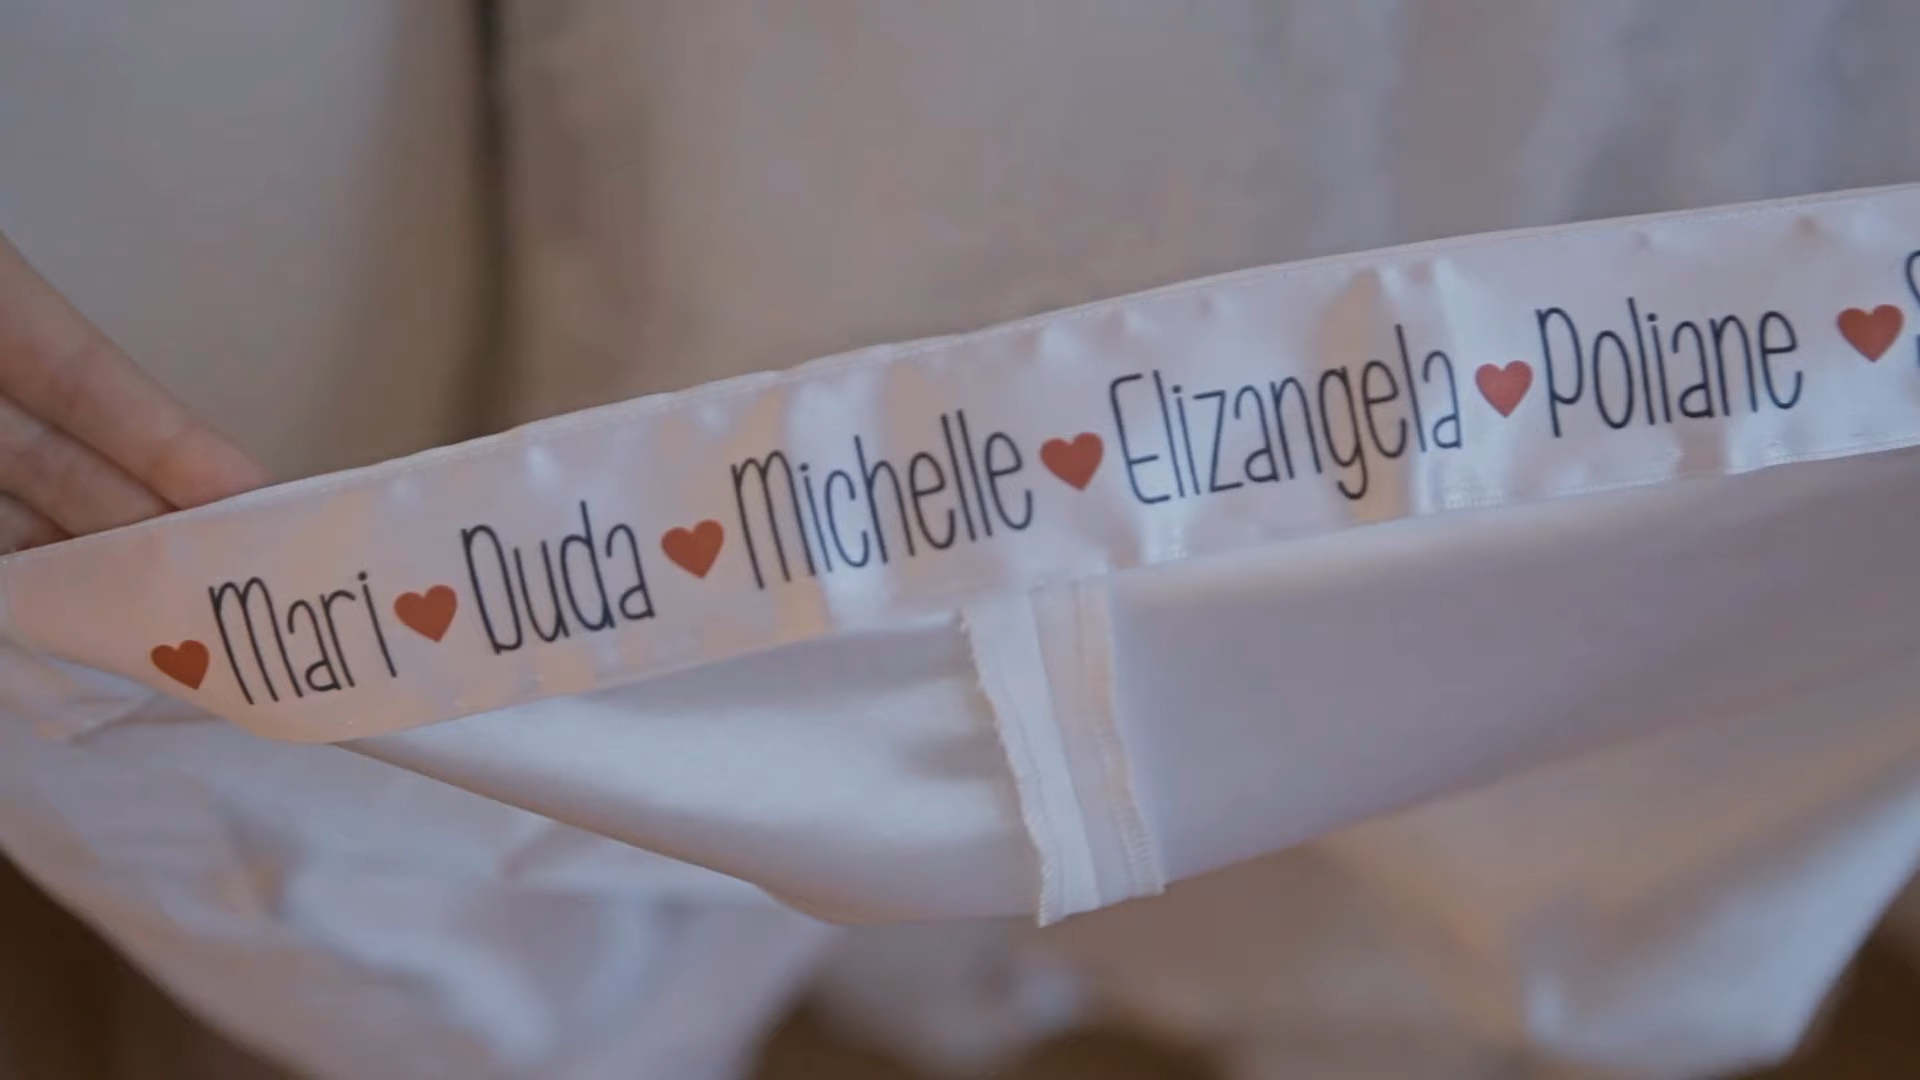 ♥ Mari ♥ Duda ♥ Michelle ♥ Elizangela ♥ Poliane ♥